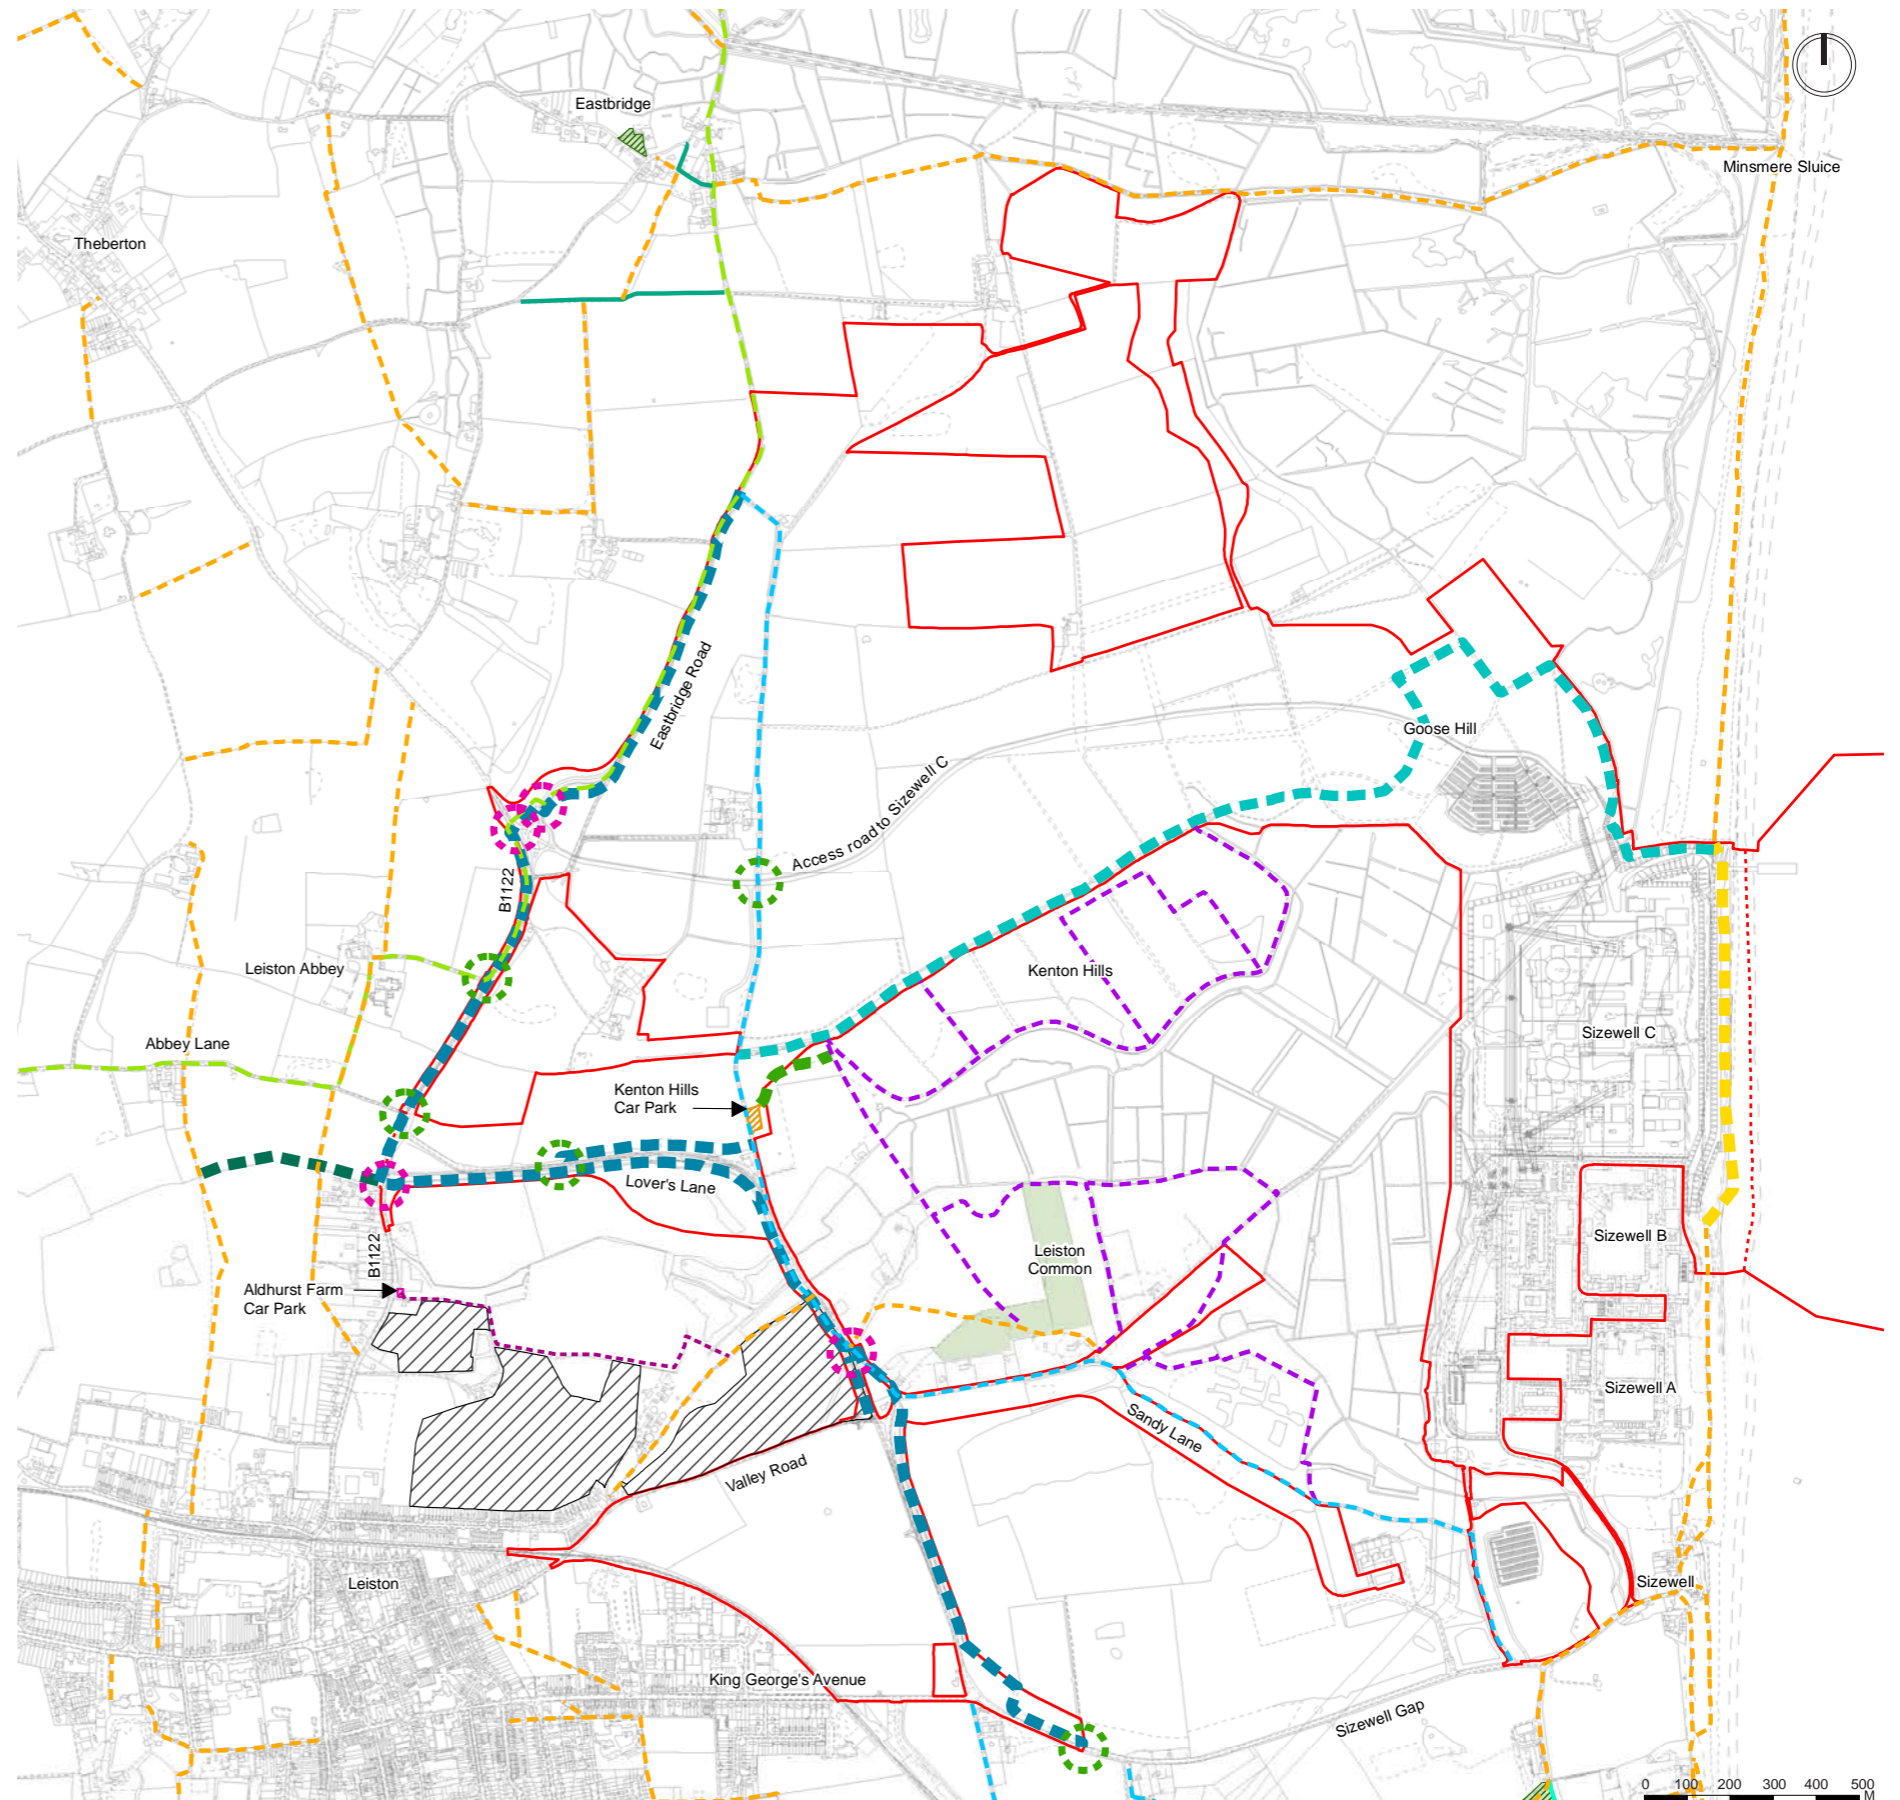 Eastbridge
Minsmere Sluice
Theberton
Eastbridge Road
Goose Hill
Access road to Sizewell C
B1122
Leiston Abbey
Kenton Hills
Sizewell C
Abbey Lane
Kenton Hills
Car Park
Lover's Lane
Sizewell B
B1122
Leiston
Common
Aldhurst Farm
Car Park
Sizewell A
Sandy Lane
Valley Road
Leiston
Sizewell
King George's Avenue
Sizewell Gap
0 100 200 300 400 500
M